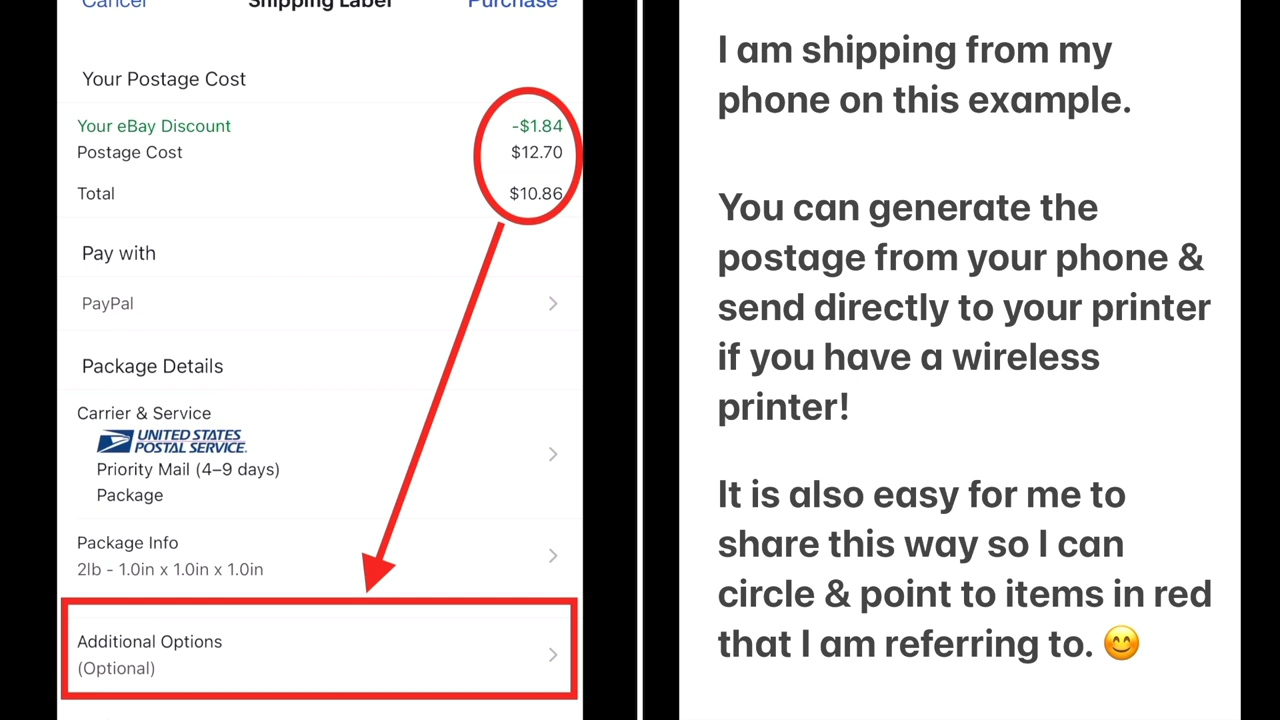 Cancel Shipping Label Purchase
Your Postage Cost
Your eBay Discount -$1.84
Postage Cost $12.70
Total $10.86
Pay with
PayPal
Package Details
Carrier & Service
UNITED STATES
POSTAL SERVICE.
Priority Mail (4–9 days)
Package
Package Info
2lb - 1.0in x 1.0in x 1.0in
Additional Options
(Optional)
I am shipping from my
phone on this example.
You can generate the
postage from your phone &
send directly to your printer
if you have a wireless
printer!
It is also easy for me to
share this way so I can
circle & point to items in red
that I am referring to. 😊